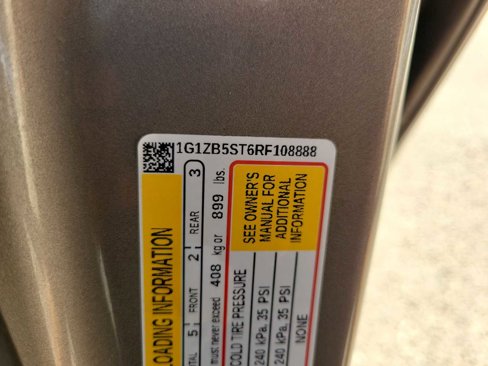 1G1ZB5ST6RF108888
LOADING INFORMATION
TOTAL 5 FRONT 2 REAR 3
must never exceed 408 kg or 899 lbs.
SEE OWNER'S
MANUAL FOR
ADDITIONAL
INFORMATION
COLD TIRE PRESSURE
240 kPa, 35 PSI
240 kPa, 35 PSI
NONE